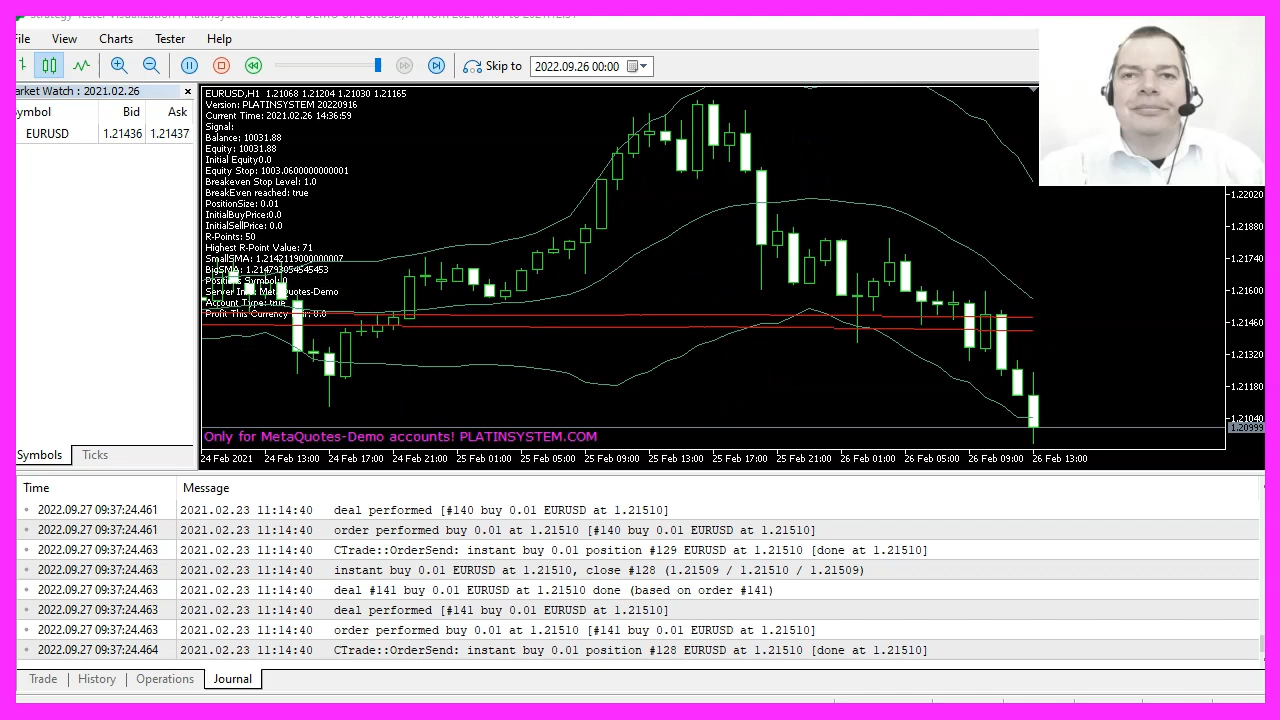 File View Charts Tester Help
Skip to 2022.09.26 00:00
Market Watch : 2021.02.26
Symbol Bid Ask
EURUSD 1.21436 1.21437
Symbols Ticks
EURUSD,H1 1.21068 1.21204 1.21030 1.21165
Version: PLATINSYSTEM 20220916
Current Time: 2021.02.26 14:36:59
Signal:
Balance: 10031.88
Equity: 10031.88
Initial Equity0.0
Equity Stop: 1003.0600000000001
Breakeven Stop Level: 1.0
BreakEven reached: true
PositionSize: 0.01
InitialBuyPrice:0.0
InitialSellPrice: 0.0
R-Points: 50
Highest R-Point Value: 71
SmallSMA: 1.2142119000000007
BigSMA: 1.214793054545453
Positions Symbol: 0
Server Info: MetaQuotes-Demo
Account Type: true
Profit This Currency Pair: 0.0
Only for MetaQuotes-Demo accounts! PLATINSYSTEM.COM
1.22020
1.21880
1.21740
1.21600
1.21460
1.21320
1.21180
1.21040
1.20999
24 Feb 2021 24 Feb 13:00 24 Feb 17:00 24 Feb 21:00 25 Feb 01:00 25 Feb 05:00 25 Feb 09:00 25 Feb 13:00 25 Feb 17:00 25 Feb 21:00 26 Feb 01:00 26 Feb 05:00 26 Feb 09:00 26 Feb 13:00
Time Message
2022.09.27 09:37:24.461 2021.02.23 11:14:40 deal performed [#140 buy 0.01 EURUSD at 1.21510]
2022.09.27 09:37:24.461 2021.02.23 11:14:40 order performed buy 0.01 at 1.21510 [#140 buy 0.01 EURUSD at 1.21510]
2022.09.27 09:37:24.463 2021.02.23 11:14:40 CTrade::OrderSend: instant buy 0.01 position #129 EURUSD at 1.21510 [done at 1.21510]
2022.09.27 09:37:24.463 2021.02.23 11:14:40 instant buy 0.01 EURUSD at 1.21510, close #128 (1.21509 / 1.21510 / 1.21509)
2022.09.27 09:37:24.463 2021.02.23 11:14:40 deal #141 buy 0.01 EURUSD at 1.21510 done (based on order #141)
2022.09.27 09:37:24.463 2021.02.23 11:14:40 deal performed [#141 buy 0.01 EURUSD at 1.21510]
2022.09.27 09:37:24.463 2021.02.23 11:14:40 order performed buy 0.01 at 1.21510 [#141 buy 0.01 EURUSD at 1.21510]
2022.09.27 09:37:24.464 2021.02.23 11:14:40 CTrade::OrderSend: instant buy 0.01 position #128 EURUSD at 1.21510 [done at 1.21510]
Trade History Operations Journal